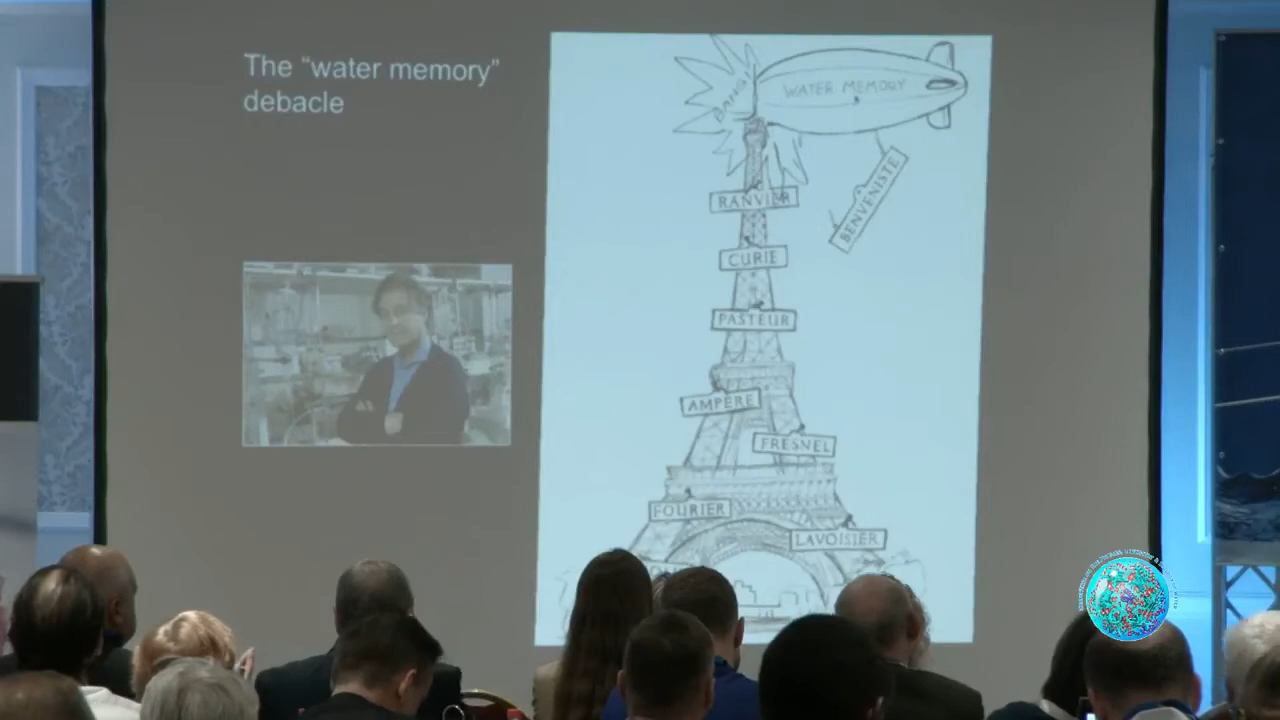 The “water memory”
debacle
BANG
WATER MEMORY
BENVENISTE
RANVIER
CURIE
PASTEUR
AMPERE
FRESNEL
FOURIER
LAVOISIER